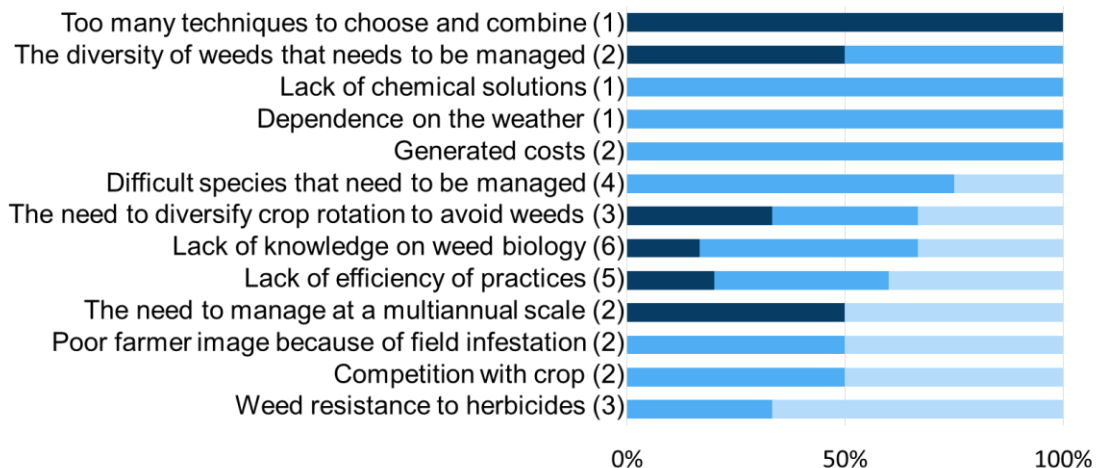 Too many techniques to choose and combine (1)
The diversity of weeds that needs to be managed (2)
Lack of chemical solutions (1)
Dependence on the weather (1)
Generated costs (2)
Difficult species that need to be managed (4)
The need to diversify crop rotation to avoid weeds (3)
Lack of knowledge on weed biology (6)
Lack of efficiency of practices (5)
The need to manage at a multiannual scale (2)
Poor farmer image because of field infestation (2)
Competition with crop (2)
Weed resistance to herbicides (3)
0% 50% 100%